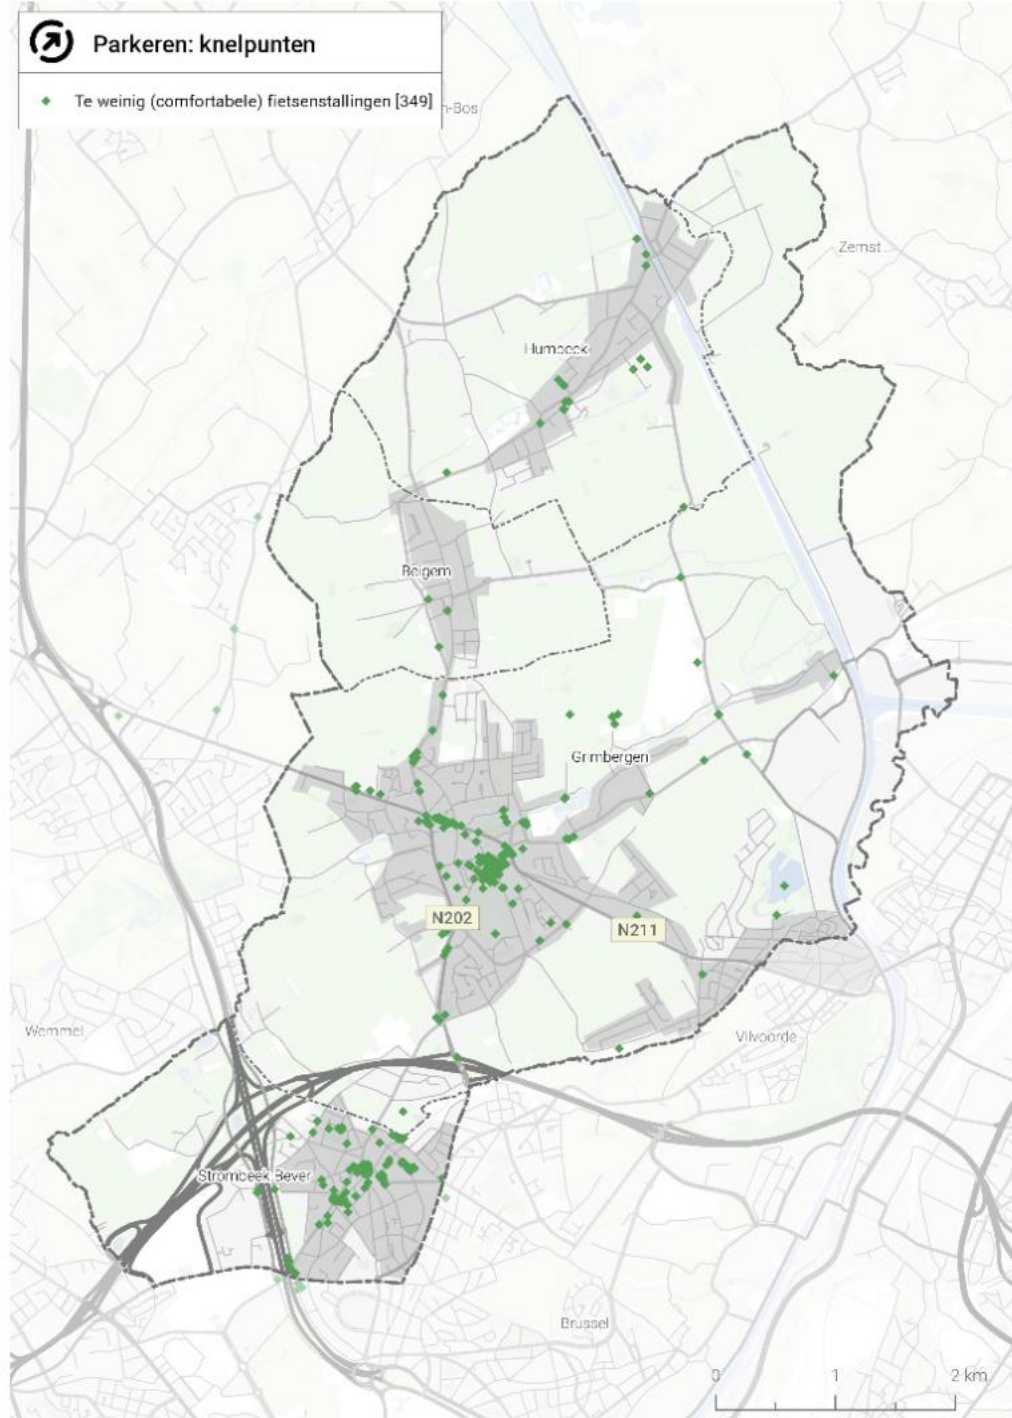 Parkeren: knelpunten
Te weinig (comfortabele) fietsenstallingen [349]
n-Bos
Zemst
Humbeek
Beigem
Grimbergen
N202
N211
Wemmel
Vilvoorde
Strombeek Bever
Brussel
0 1 2 km